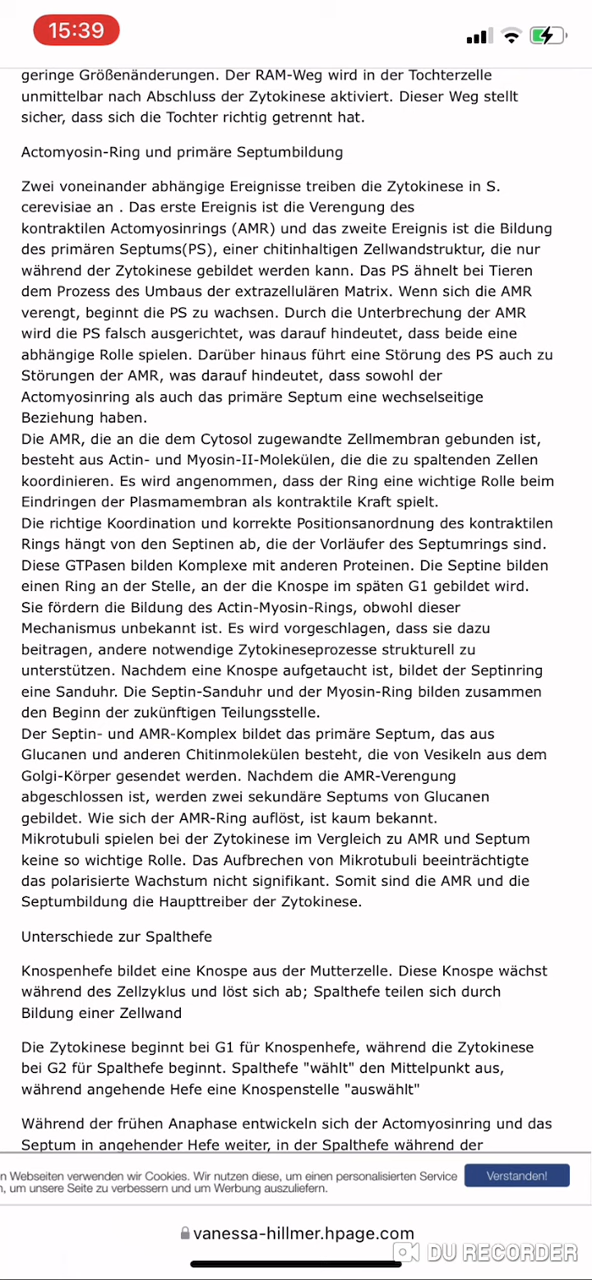 15:39
geringe Größenänderungen. Der RAM-Weg wird in der Tochterzelle
unmittelbar nach Abschluss der Zytokinese aktiviert. Dieser Weg stellt
sicher, dass sich die Tochter richtig getrennt hat.
Actomyosin-Ring und primäre Septumbildung
Zwei voneinander abhängige Ereignisse treiben die Zytokinese in S.
cerevisiae an . Das erste Ereignis ist die Verengung des
kontraktilen Actomyosinrings (AMR) und das zweite Ereignis ist die Bildung
des primären Septums(PS), einer chitinhaltigen Zellwandstruktur, die nur
während der Zytokinese gebildet werden kann. Das PS ähnelt bei Tieren
dem Prozess des Umbaus der extrazellulären Matrix. Wenn sich die AMR
verengt, beginnt die PS zu wachsen. Durch die Unterbrechung der AMR
wird die PS falsch ausgerichtet, was darauf hindeutet, dass beide eine
abhängige Rolle spielen. Darüber hinaus führt eine Störung des PS auch zu
Störungen der AMR, was darauf hindeutet, dass sowohl der
Actomyosinring als auch das primäre Septum eine wechselseitige
Beziehung haben.
Die AMR, die an die dem Cytosol zugewandte Zellmembran gebunden ist,
besteht aus Actin- und Myosin-II-Molekülen, die die zu spaltenden Zellen
koordinieren. Es wird angenommen, dass der Ring eine wichtige Rolle beim
Eindringen der Plasmamembran als kontraktile Kraft spielt.
Die richtige Koordination und korrekte Positionsanordnung des kontraktilen
Rings hängt von den Septinen ab, die der Vorläufer des Septumrings sind.
Diese GTPasen bilden Komplexe mit anderen Proteinen. Die Septine bilden
einen Ring an der Stelle, an der die Knospe im späten G1 gebildet wird.
Sie fördern die Bildung des Actin-Myosin-Rings, obwohl dieser
Mechanismus unbekannt ist. Es wird vorgeschlagen, dass sie dazu
beitragen, andere notwendige Zytokineseprozesse strukturell zu
unterstützen. Nachdem eine Knospe aufgetaucht ist, bildet der Septinring
eine Sanduhr. Die Septin-Sanduhr und der Myosin-Ring bilden zusammen
den Beginn der zukünftigen Teilungsstelle.
Der Septin- und AMR-Komplex bildet das primäre Septum, das aus
Glucanen und anderen Chitinmolekülen besteht, die von Vesikeln aus dem
Golgi-Körper gesendet werden. Nachdem die AMR-Verengung
abgeschlossen ist, werden zwei sekundäre Septums von Glucanen
gebildet. Wie sich der AMR-Ring auflöst, ist kaum bekannt.
Mikrotubuli spielen bei der Zytokinese im Vergleich zu AMR und Septum
keine so wichtige Rolle. Das Aufbrechen von Mikrotubuli beeinträchtigte
das polarisierte Wachstum nicht signifikant. Somit sind die AMR und die
Septumbildung die Haupttreiber der Zytokinese.
Unterschiede zur Spalthefe
Knospenhefe bildet eine Knospe aus der Mutterzelle. Diese Knospe wächst
während des Zellzyklus und löst sich ab; Spalthefe teilen sich durch
Bildung einer Zellwand
Die Zytokinese beginnt bei G1 für Knospenhefe, während die Zytokinese
bei G2 für Spalthefe beginnt. Spalthefe "wählt" den Mittelpunkt aus,
während angehende Hefe eine Knospenstelle "auswählt"
Während der frühen Anaphase entwickeln sich der Actomyosinring und das
Septum in angehender Hefe weiter, in der Spalthefe während der
n Webseiten verwenden wir Cookies. Wir nutzen diese, um einen personalisierten Service
n, um unsere Seite zu verbessern und um Werbung auszuliefern.
Verstanden!
vanessa-hillmer.hpage.com
DU RECORDER